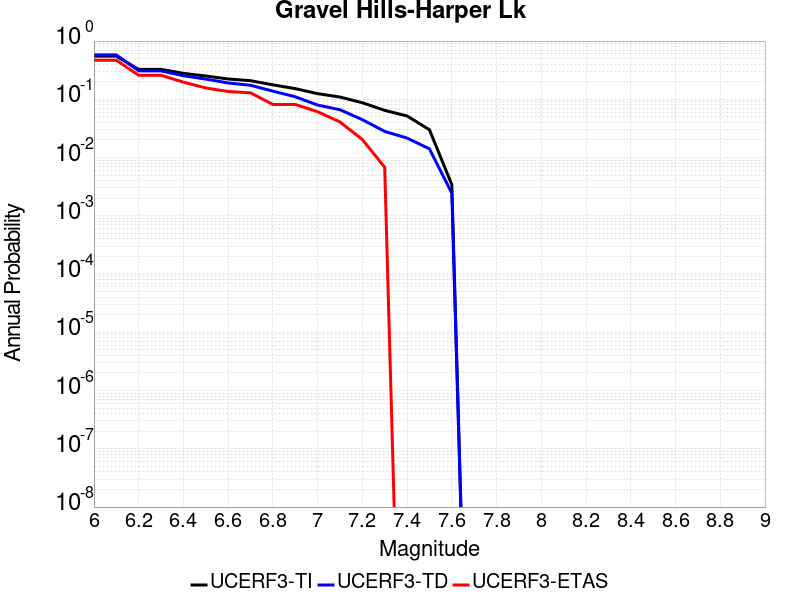 Gravel Hills-Harper Lk
10^0
10^-1
10^-2
10^-3
10^-4
10^-5
10^-6
10^-7
10^-8
Annual Probability
6 6.2 6.4 6.6 6.8 7 7.2 7.4 7.6 7.8 8 8.2 8.4 8.6 8.8 9
Magnitude
UCERF3-TI UCERF3-TD UCERF3-ETAS